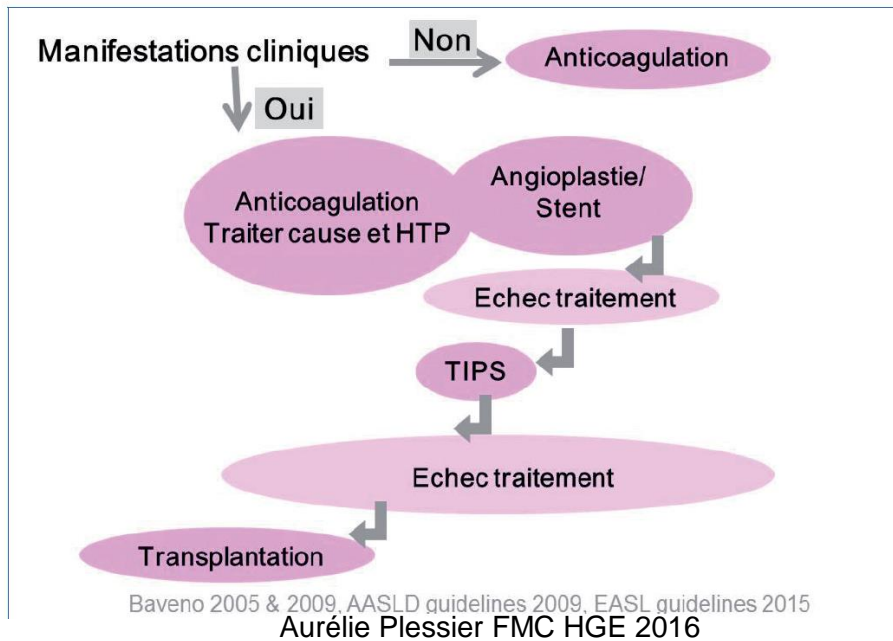 Manifestations cliniques
Non
Anticoagulation
Oui
Anticoagulation
Traiter cause et HTP
Angioplastie/
Stent
Echec traitement
TIPS
Echec traitement
Transplantation
Baveno 2005 & 2009, AASLD guidelines 2009, EASL guidelines 2015
Aurélie Plessier FMC HGE 2016